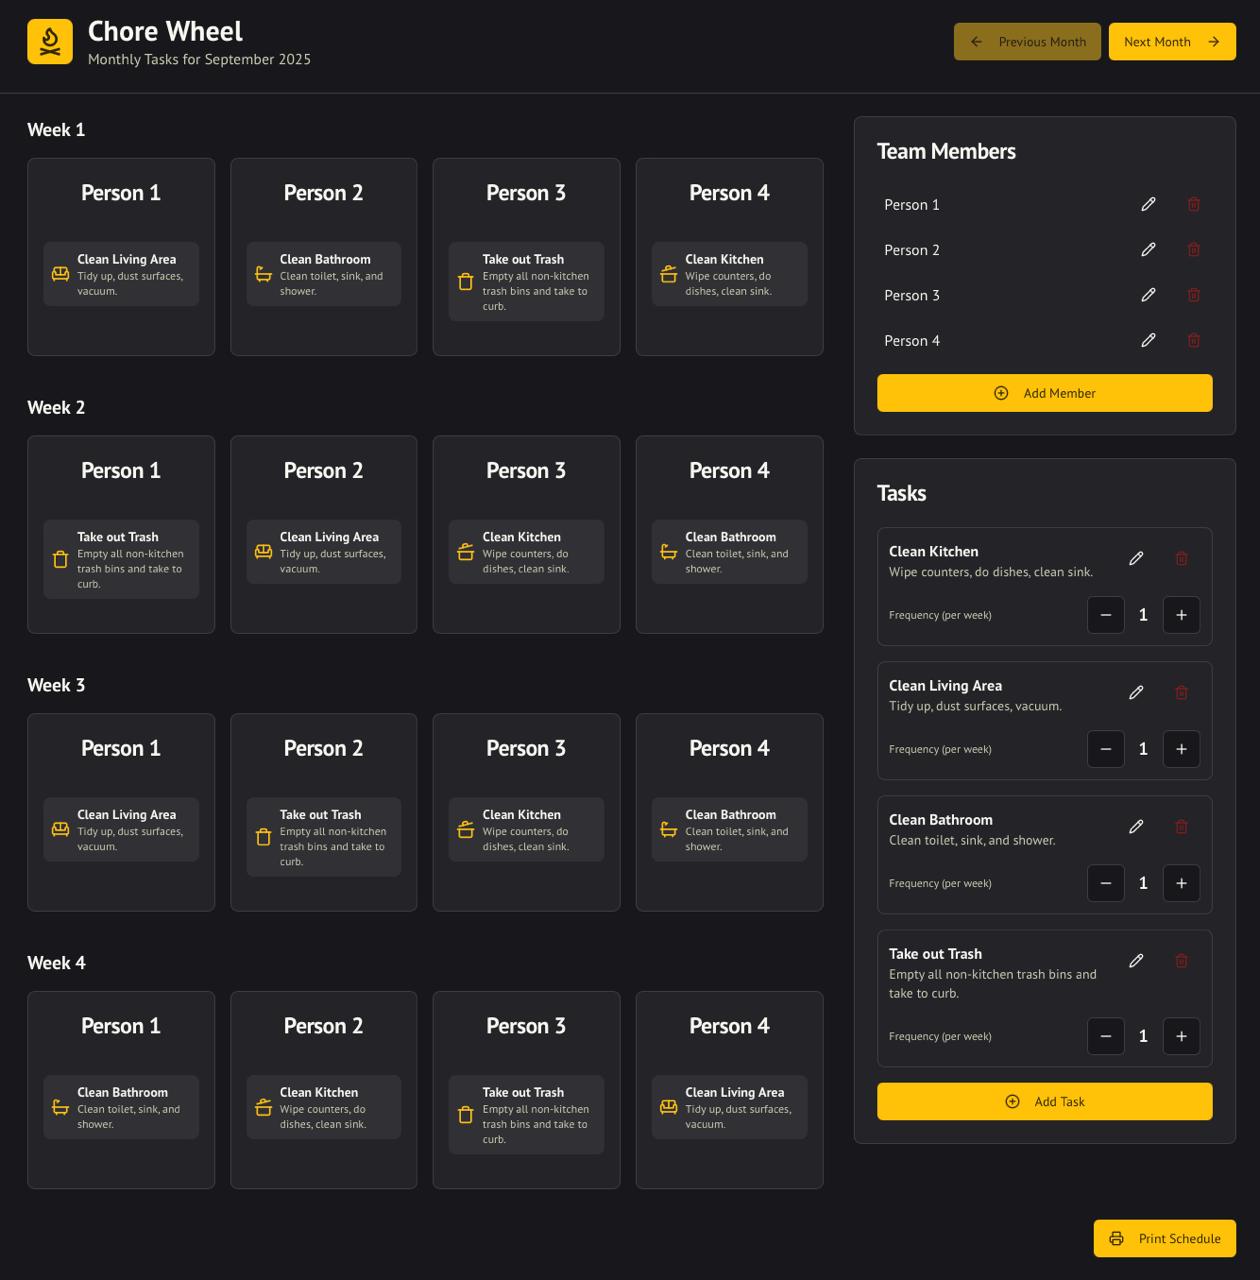 Chore Wheel
Monthly Tasks for September 2025
Previous Month
Next Month
Week 1
Person 1
Clean Living Area
Tidy up, dust surfaces,
vacuum.
Person 2
Clean Bathroom
Clean toilet, sink, and
shower.
Person 3
Take out Trash
Empty all non-kitchen
trash bins and take to
curb.
Person 4
Clean Kitchen
Wipe counters, do
dishes, clean sink.
Week 2
Person 1
Take out Trash
Empty all non-kitchen
trash bins and take to
curb.
Person 2
Clean Living Area
Tidy up, dust surfaces,
vacuum.
Person 3
Clean Kitchen
Wipe counters, do
dishes, clean sink.
Person 4
Clean Bathroom
Clean toilet, sink, and
shower.
Week 3
Person 1
Clean Living Area
Tidy up, dust surfaces,
vacuum.
Person 2
Take out Trash
Empty all non-kitchen
trash bins and take to
curb.
Person 3
Clean Kitchen
Wipe counters, do
dishes, clean sink.
Person 4
Clean Bathroom
Clean toilet, sink, and
shower.
Week 4
Person 1
Clean Bathroom
Clean toilet, sink, and
shower.
Person 2
Clean Kitchen
Wipe counters, do
dishes, clean sink.
Person 3
Take out Trash
Empty all non-kitchen
trash bins and take to
curb.
Person 4
Clean Living Area
Tidy up, dust surfaces,
vacuum.
Team Members
Person 1
Person 2
Person 3
Person 4
Add Member
Tasks
Clean Kitchen
Wipe counters, do dishes, clean sink.
Frequency (per week)
1
Clean Living Area
Tidy up, dust surfaces, vacuum.
Frequency (per week)
1
Clean Bathroom
Clean toilet, sink, and shower.
Frequency (per week)
1
Take out Trash
Empty all non-kitchen trash bins and
take to curb.
Frequency (per week)
1
Add Task
Print Schedule